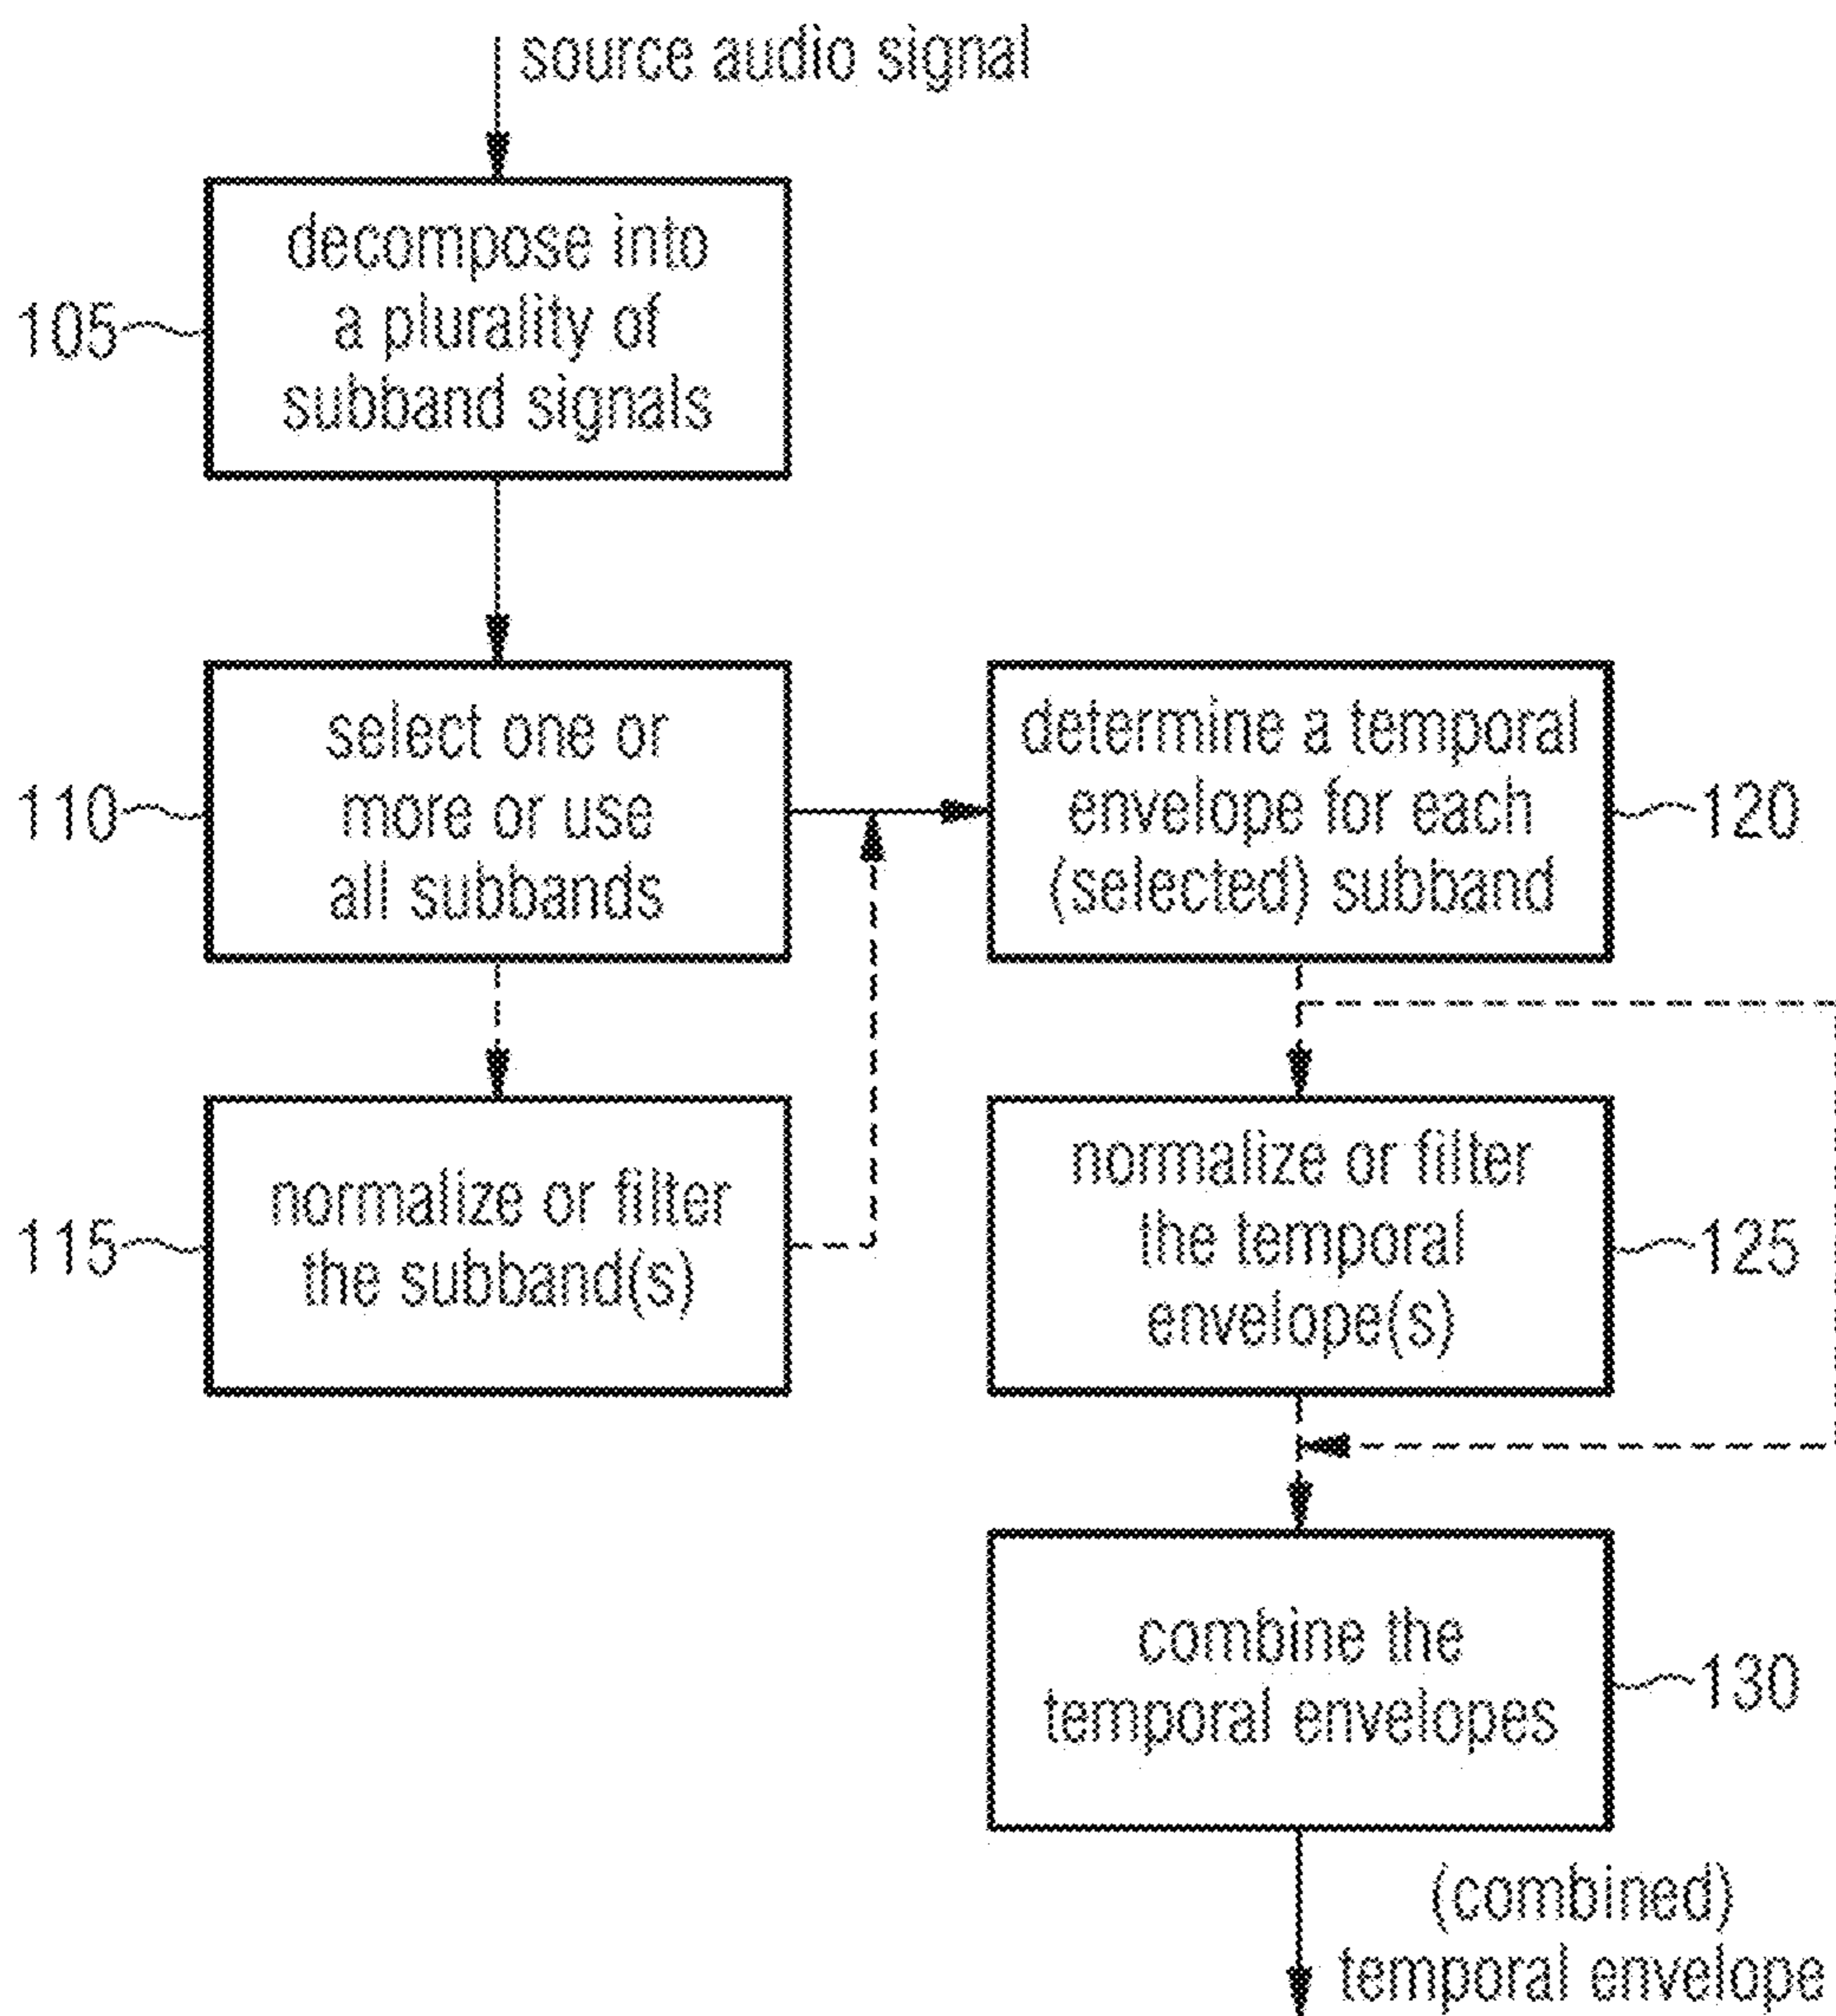 source audio signal
decompose into
a plurality of
subband signals
105
select one or
more or use
all subbands
110
determine a temporal
envelope for each
(selected) subband
120
normalize or filter
the subband(s)
115
normalize or filter
the temporal
envelope(s)
125
combine the
temporal envelopes
130
(combined)
temporal envelope